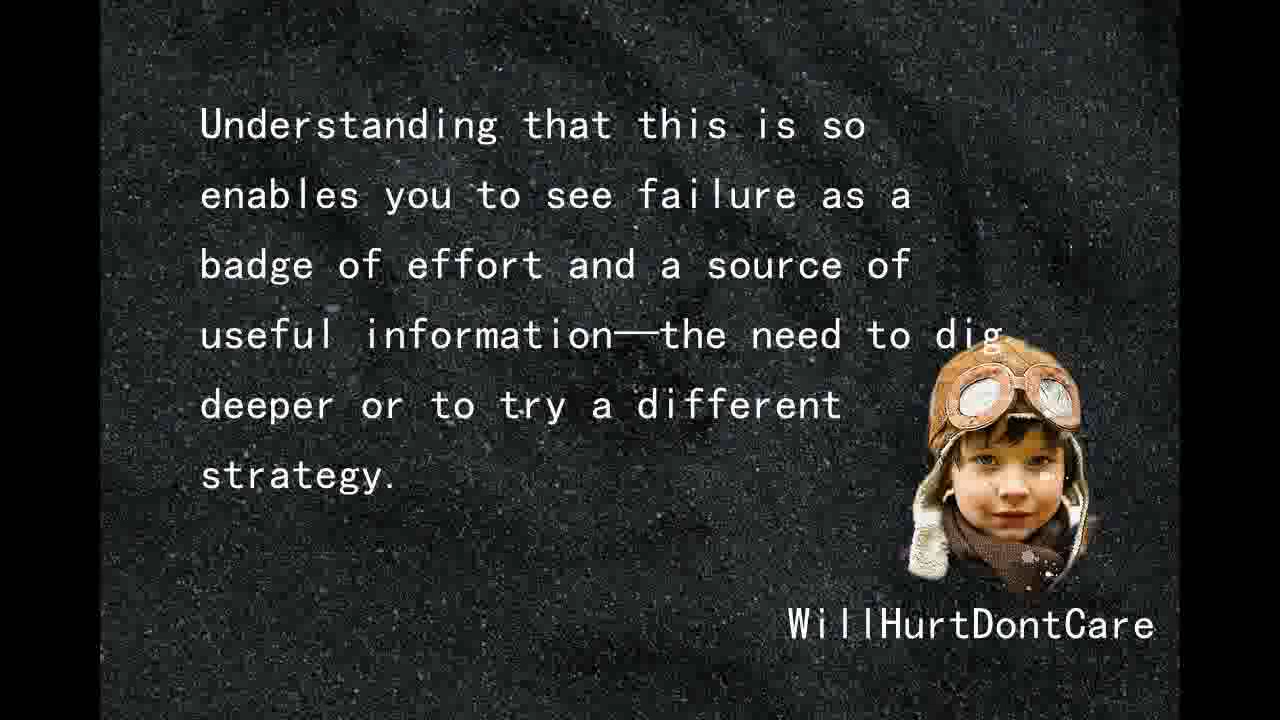 Understanding that this is so
enables you to see failure as a
badge of effort and a source of
useful information—the need to dig
deeper or to try a different
strategy.
WillHurtDontCare